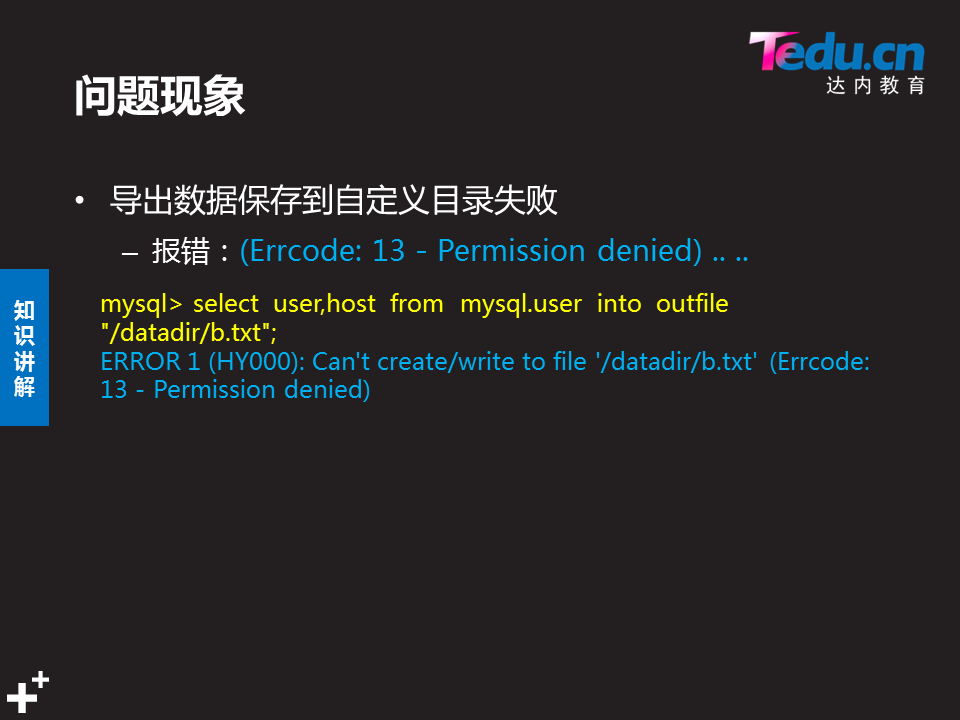 Tedu.cn
达内教育
问题现象
• 导出数据保存到自定义目录失败
– 报错：(Errcode: 13 - Permission denied) .. ..
知识讲解
mysql> select user,host from mysql.user into outfile
"/datadir/b.txt";
ERROR 1 (HY000): Can't create/write to file '/datadir/b.txt' (Errcode:
13 - Permission denied)